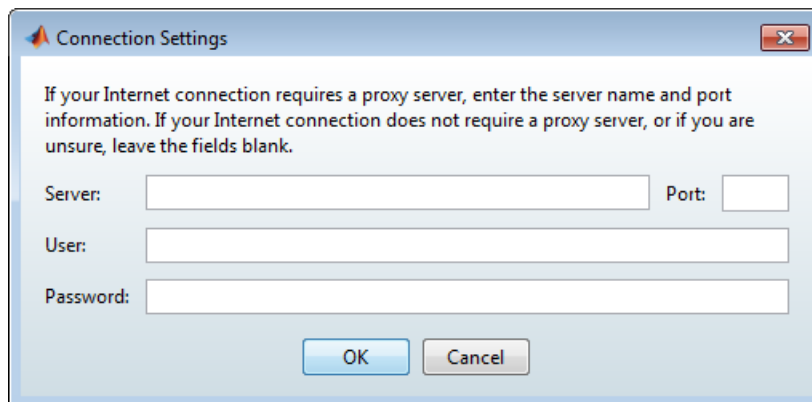 Connection Settings
If your Internet connection requires a proxy server, enter the server name and port
information. If your Internet connection does not require a proxy server, or if you are
unsure, leave the fields blank.
Server: Port:
User:
Password:
OK Cancel